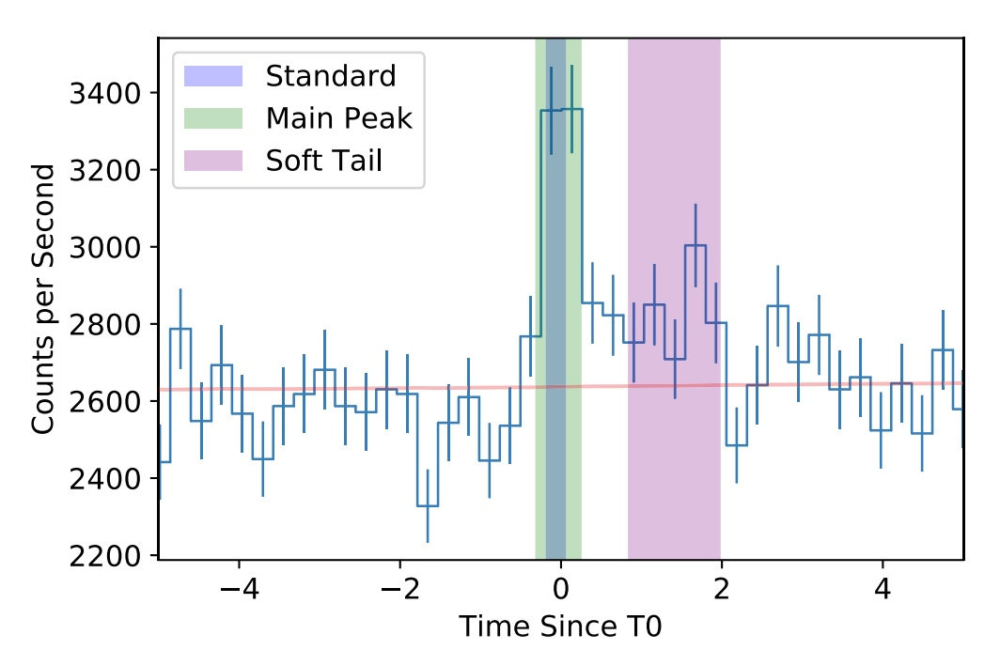 Standard
Main Peak
Soft Tail
3400
3200
3000
2800
2600
2400
2200
Counts per Second
−4 −2 0 2 4
Time Since T0